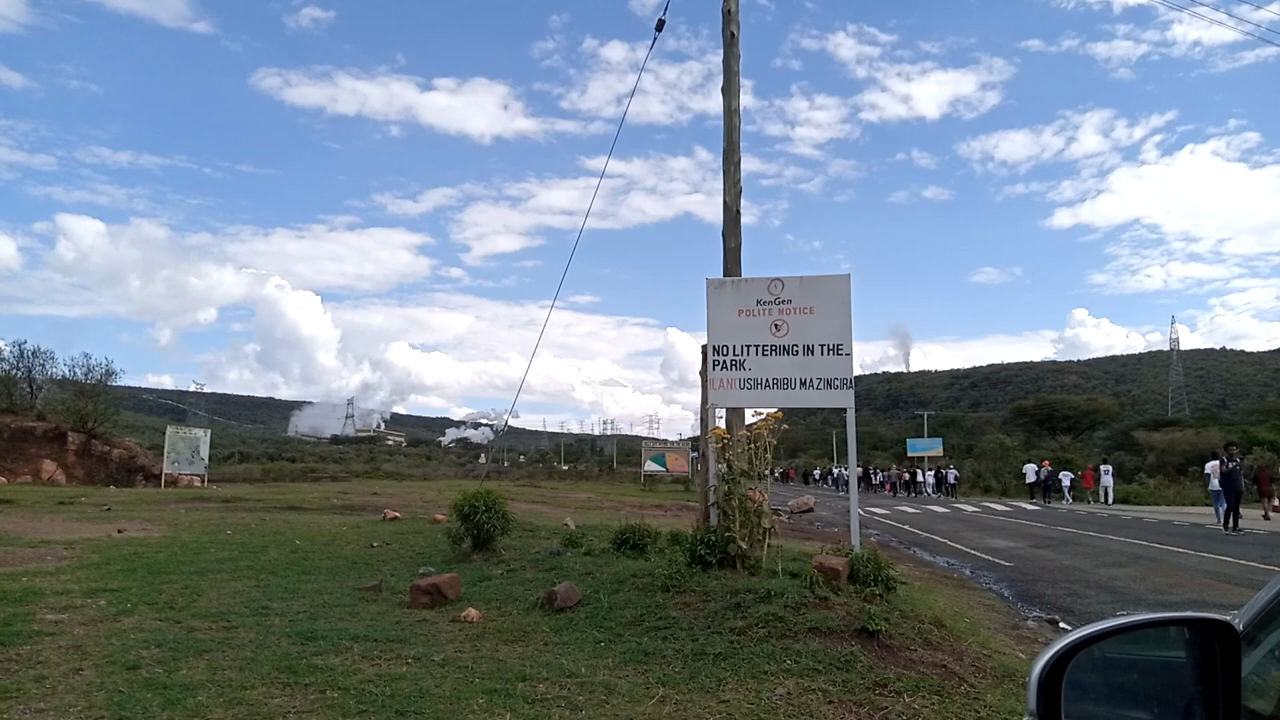 KenGen
POLITE NOTICE
NO LITTERING IN THE
PARK.
ILANI USIHARIBU MAZINGIRA